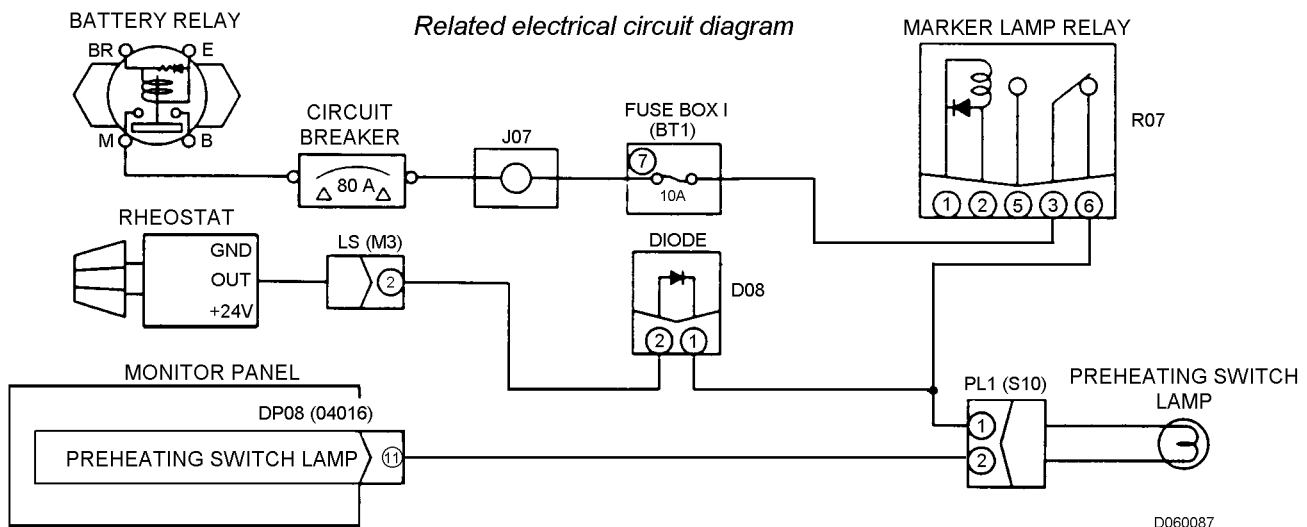 Related electrical circuit diagram
BATTERY RELAY
BR
E
M
B
CIRCUIT
BREAKER
80 A
J07
FUSE BOX I
(BT1)
7
10A
MARKER LAMP RELAY
R07
1
2
5
3
6
RHEOSTAT
GND
OUT
+24V
LS (M3)
2
DIODE
D08
2
1
MONITOR PANEL
DP08 (04016)
PREHEATING SWITCH LAMP
11
PL1 (S10)
1
2
PREHEATING SWITCH
LAMP
D060087